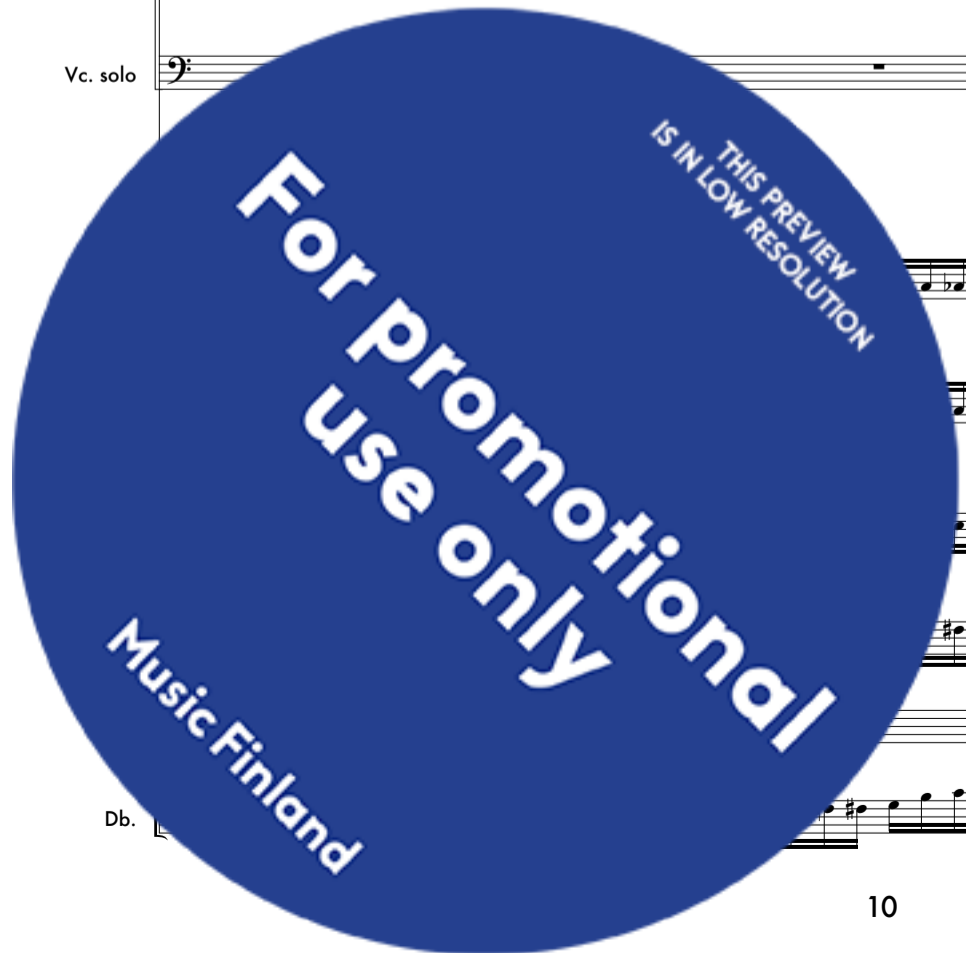 Vc. solo
THIS PREVIEW
IS IN LOW RESOLUTION
For promotional
use only
Music Finland
Db.
10